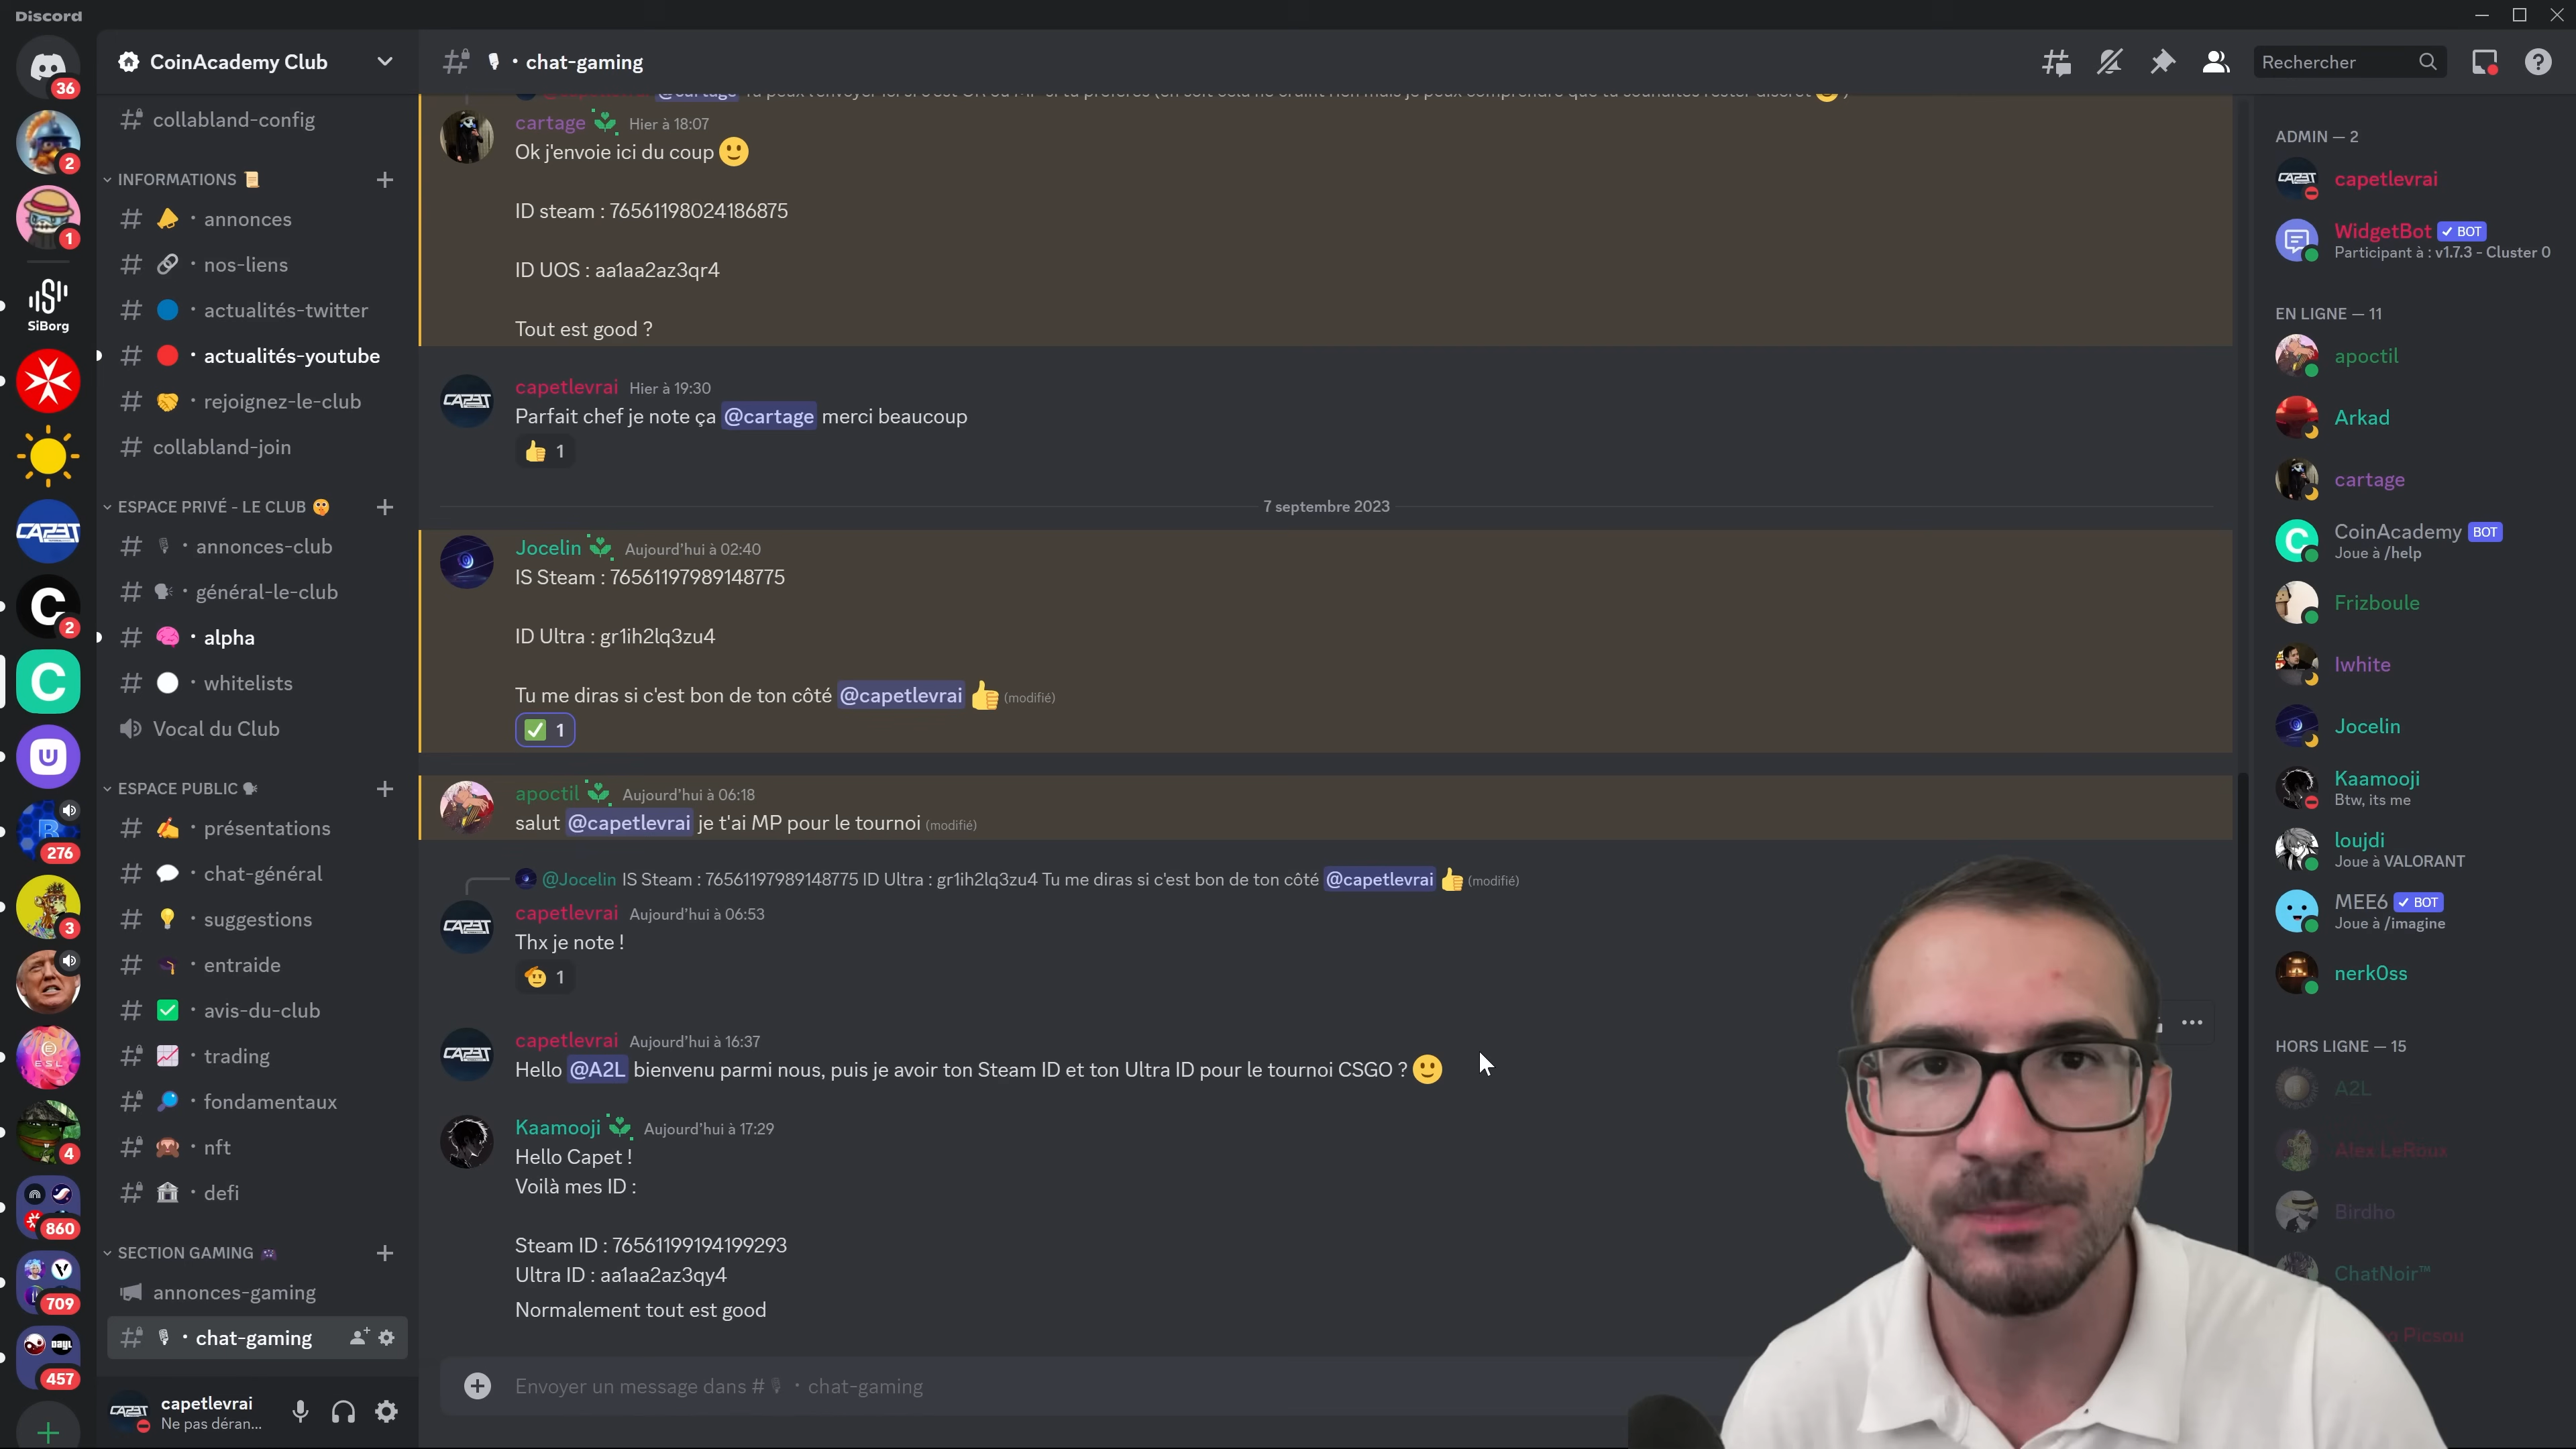 Discord
36
2
1
SiBorg
CAP3T
C
2
C
276
3
ESL
4
860
709
457
CoinAcademy Club
collabland-config
INFORMATIONS
annonces
nos-liens
actualités-twitter
actualités-youtube
rejoignez-le-club
collabland-join
ESPACE PRIVÉ - LE CLUB
annonces-club
général-le-club
alpha
whitelists
Vocal du Club
ESPACE PUBLIC
présentations
chat-général
suggestions
entraide
avis-du-club
trading
fondamentaux
nft
defi
SECTION GAMING
annonces-gaming
chat-gaming
capetlevrai
Ne pas déran...
chat-gaming
Rechercher
cartage Hier à 18:07
Ok j'envoie ici du coup
ID steam : 76561198024186875
ID UOS : aa1aa2az3qr4
Tout est good ?
capetlevrai Hier à 19:30
Parfait chef je note ça @cartage merci beaucoup
1
7 septembre 2023
Jocelin Aujourd'hui à 02:40
IS Steam : 76561197989148775
ID Ultra : gr1ih2lq3zu4
Tu me diras si c'est bon de ton côté @capetlevrai (modifié)
1
apoctil Aujourd'hui à 06:18
salut @capetlevrai je t'ai MP pour le tournoi (modifié)
@Jocelin IS Steam : 76561197989148775 ID Ultra : gr1ih2lq3zu4 Tu me diras si c'est bon de ton côté @capetlevrai (modifié)
capetlevrai Aujourd'hui à 06:53
Thx je note !
1
capetlevrai Aujourd'hui à 16:37
Hello @A2L bienvenu parmi nous, puis je avoir ton Steam ID et ton Ultra ID pour le tournoi CSGO ?
Kaamooji Aujourd'hui à 17:29
Hello Capet !
Voilà mes ID :
Steam ID : 76561199194199293
Ultra ID : aa1aa2az3qy4
Normalement tout est good
Envoyer un message dans # chat-gaming
ADMIN — 2
capetlevrai
WidgetBot BOT
Participant à : v1.7.3 - Cluster 0
EN LIGNE — 11
apoctil
Arkad
cartage
CoinAcademy BOT
Joue à /help
Frizboule
lwhite
Jocelin
Kaamooji
Btw, its me
loujdi
Joue à VALORANT
MEE6 BOT
Joue à /imagine
nerk0ss
HORS LIGNE — 15
A2L
Alex LeRoux
Birdho
ChatNoir™
Picsou